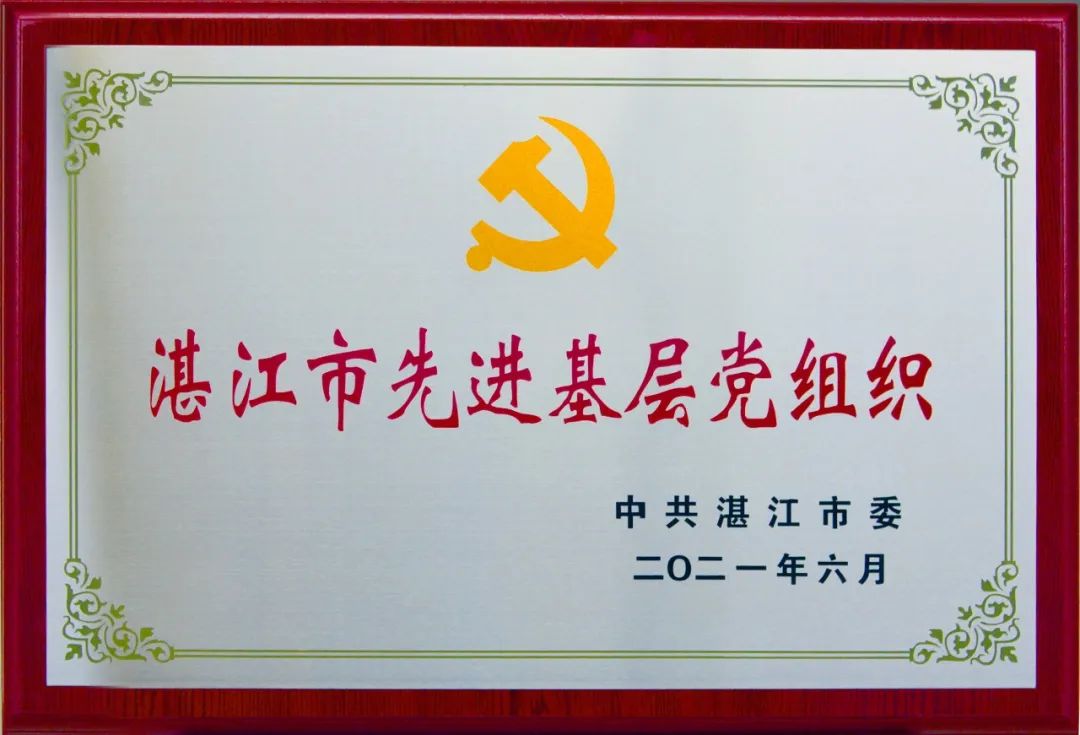 湛江市先进基层党组织
中共湛江市委
二〇二一年六月